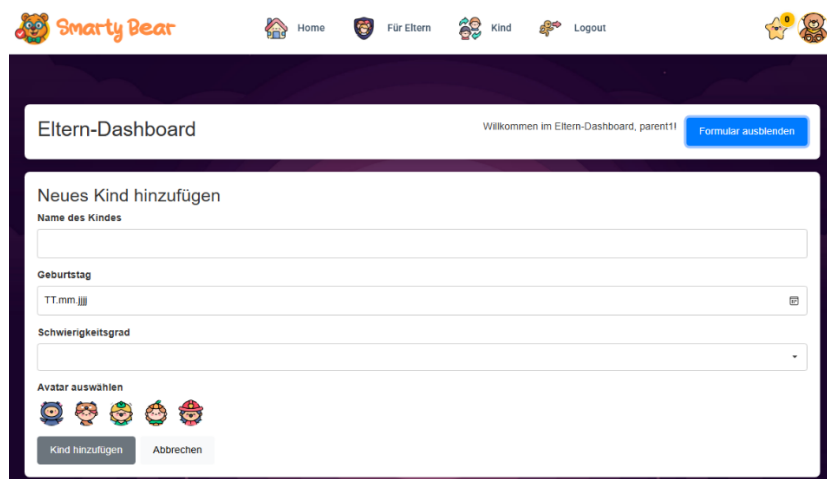 Smarty Bear
Home
Für Eltern
Kind
Logout
0
Eltern-Dashboard
Willkommen im Eltern-Dashboard, parent1!
Formular ausblenden
Neues Kind hinzufügen
Name des Kindes
Geburtstag
TT.mm.jjjj
Schwierigkeitsgrad
Avatar auswählen
Kind hinzufügen
Abbrechen